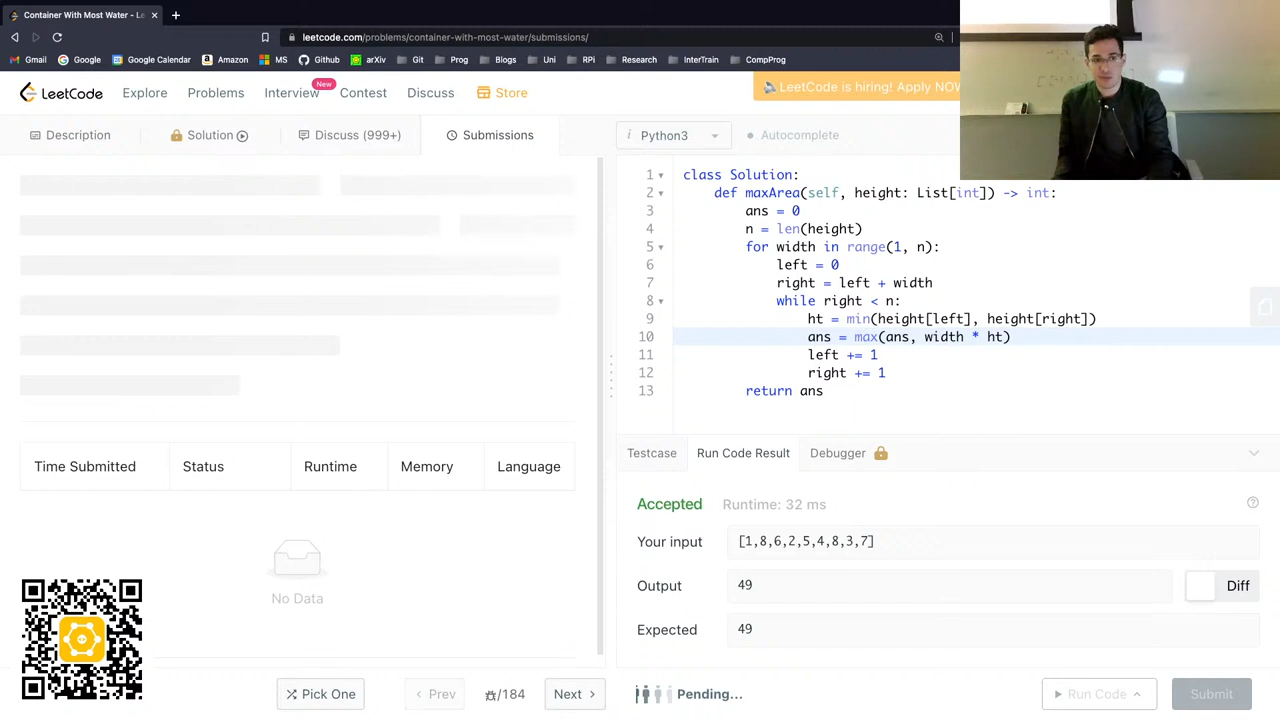 Container With Most Water - Le
leetcode.com/problems/container-with-most-water/submissions/
Gmail Google Google Calendar Amazon MS Github arXiv Git Prog Blogs Uni RPi Research InterTrain CompProg
LeetCode Explore Problems Interview New Contest Discuss Store LeetCode is hiring! Apply NOW
Description Solution Discuss (999+) Submissions
i Python3 Autocomplete
1 class Solution:
2 def maxArea(self, height: List[int]) -> int:
3 ans = 0
4 n = len(height)
5 for width in range(1, n):
6 left = 0
7 right = left + width
8 while right < n:
9 ht = min(height[left], height[right])
10 ans = max(ans, width * ht)
11 left += 1
12 right += 1
13 return ans
Time Submitted Status Runtime Memory Language
No Data
Testcase Run Code Result Debugger
Accepted Runtime: 32 ms
Your input [1,8,6,2,5,4,8,3,7]
Output 49 Diff
Expected 49
Pick One Prev /184 Next Pending... Run Code Submit